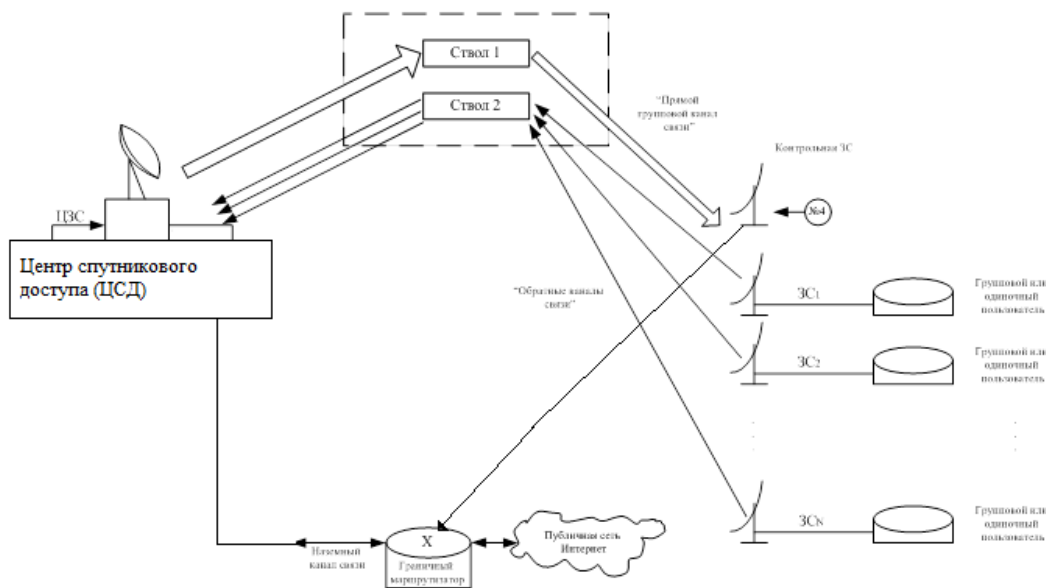 Ствол 1
Ствол 2
“Прямой
групповой канал
связи”
Контрольная ЗС
№4
ЦЗС
Центр спутникового
доступа (ЦСД)
“Обратные каналы
связи”
ЗС1
Групповой или
одиночный
пользователь
ЗС2
Групповой или
одиночный
пользователь
ЗСN
Групповой или
одиночный
пользователь
Наземный
канал связи
X
Граничный
маршрутизатор
Публичная сеть
Интернет